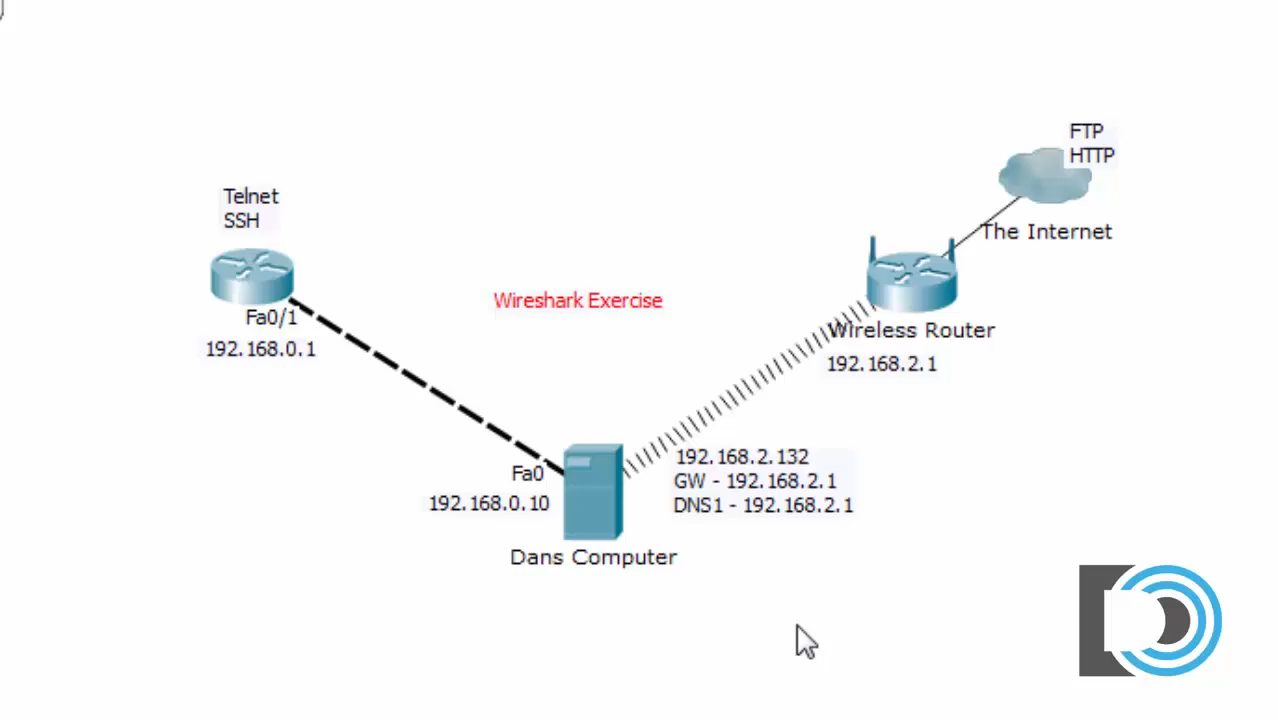 FTP
HTTP
Telnet
SSH
The Internet
Wireshark Exercise
Fa0/1
192.168.0.1
Wireless Router
192.168.2.1
Fa0
192.168.0.10
192.168.2.132
GW - 192.168.2.1
DNS1 - 192.168.2.1
Dans Computer